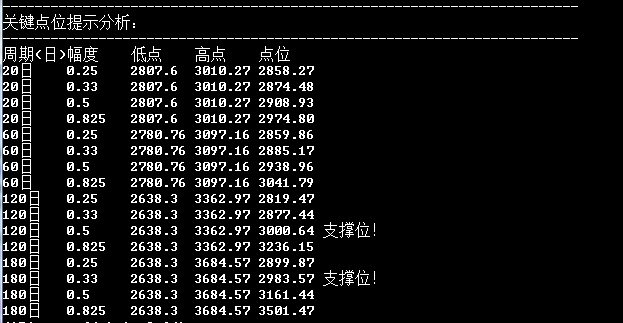 关键点位提示分析:
周期(日)幅度 低点 高点 点位
20日 0.25 2807.6 3010.27 2858.27
20日 0.33 2807.6 3010.27 2874.48
20日 0.5 2807.6 3010.27 2908.93
20日 0.825 2807.6 3010.27 2974.80
60日 0.25 2780.76 3097.16 2859.86
60日 0.33 2780.76 3097.16 2885.17
60日 0.5 2780.76 3097.16 2938.96
60日 0.825 2780.76 3097.16 3041.79
120日 0.25 2638.3 3362.97 2819.47
120日 0.33 2638.3 3362.97 2877.44
120日 0.5 2638.3 3362.97 3000.64 支撑位!
120日 0.825 2638.3 3362.97 3236.15
180日 0.25 2638.3 3684.57 2899.87
180日 0.33 2638.3 3684.57 2983.57 支撑位!
180日 0.5 2638.3 3684.57 3161.44
180日 0.825 2638.3 3684.57 3501.47